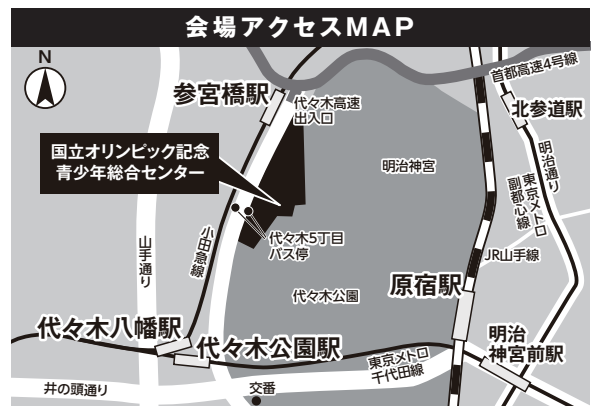 会場アクセスMAP
N
首都高速4号線
参宮橋駅
代々木高速
出入口
北参道駅
国立オリンピック記念
青少年総合センター
明治神宮
明治通り
東京メトロ
副都心線
山手通り
小田急線
代々木5丁目
バス停
JR山手線
代々木公園
原宿駅
代々木八幡駅
代々木公園駅
明治
神宮前駅
東京メトロ
千代田線
井の頭通り
交番